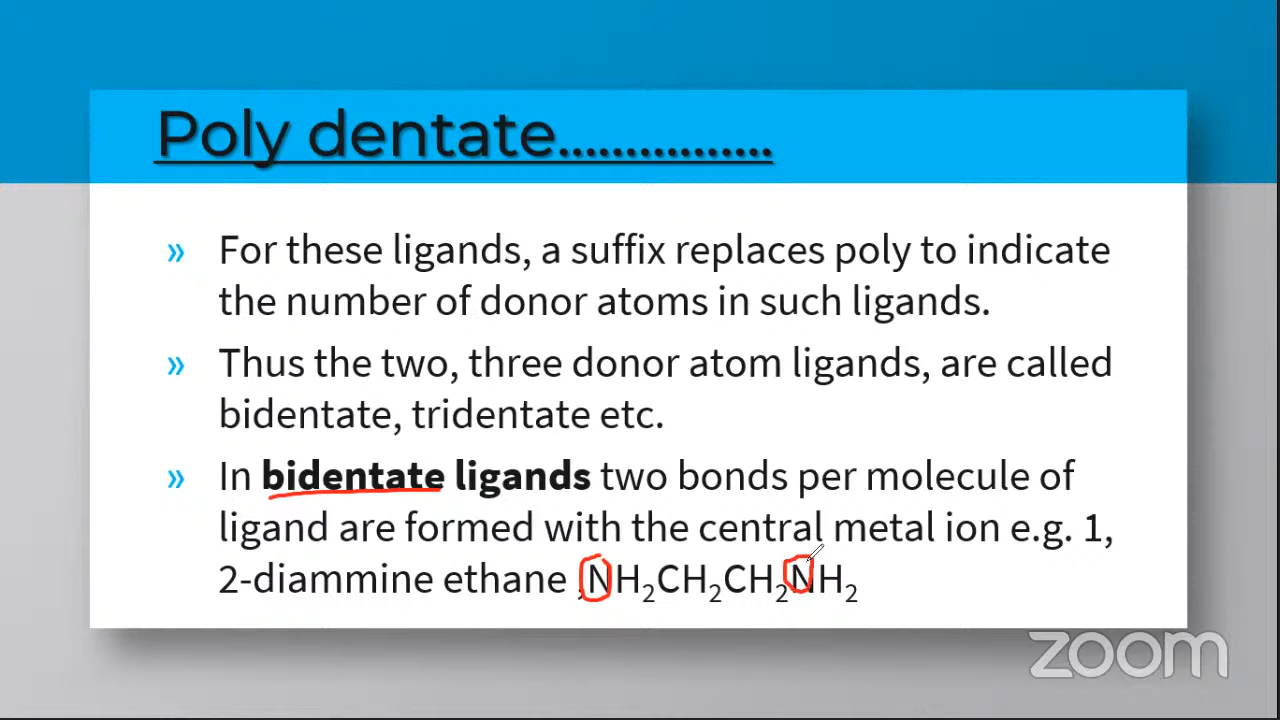 Poly dentate................
» For these ligands, a suffix replaces poly to indicate
the number of donor atoms in such ligands.
» Thus the two, three donor atom ligands, are called
bidentate, tridentate etc.
» In bidentate ligands two bonds per molecule of
ligand are formed with the central metal ion e.g. 1,
2-diammine ethane ,NH₂CH₂CH₂NH₂
zoom